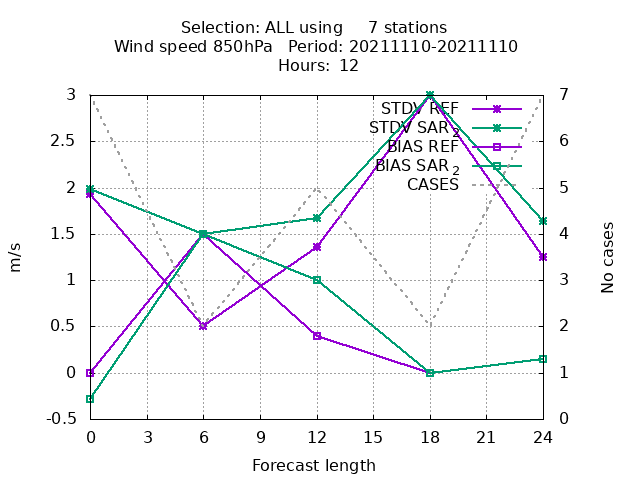 Selection: ALL using     7 stations
Wind speed 850hPa   Period: 20211110-20211110
Hours: 12
STDV REF
STDV SAR2
BIAS REF
BIAS SAR2
CASES
3
2.5
2
1.5
1
0.5
0
-0.5
m/s
7
6
5
4
3
2
1
0
No cases
0 3 6 9 12 15 18 21 24
Forecast length